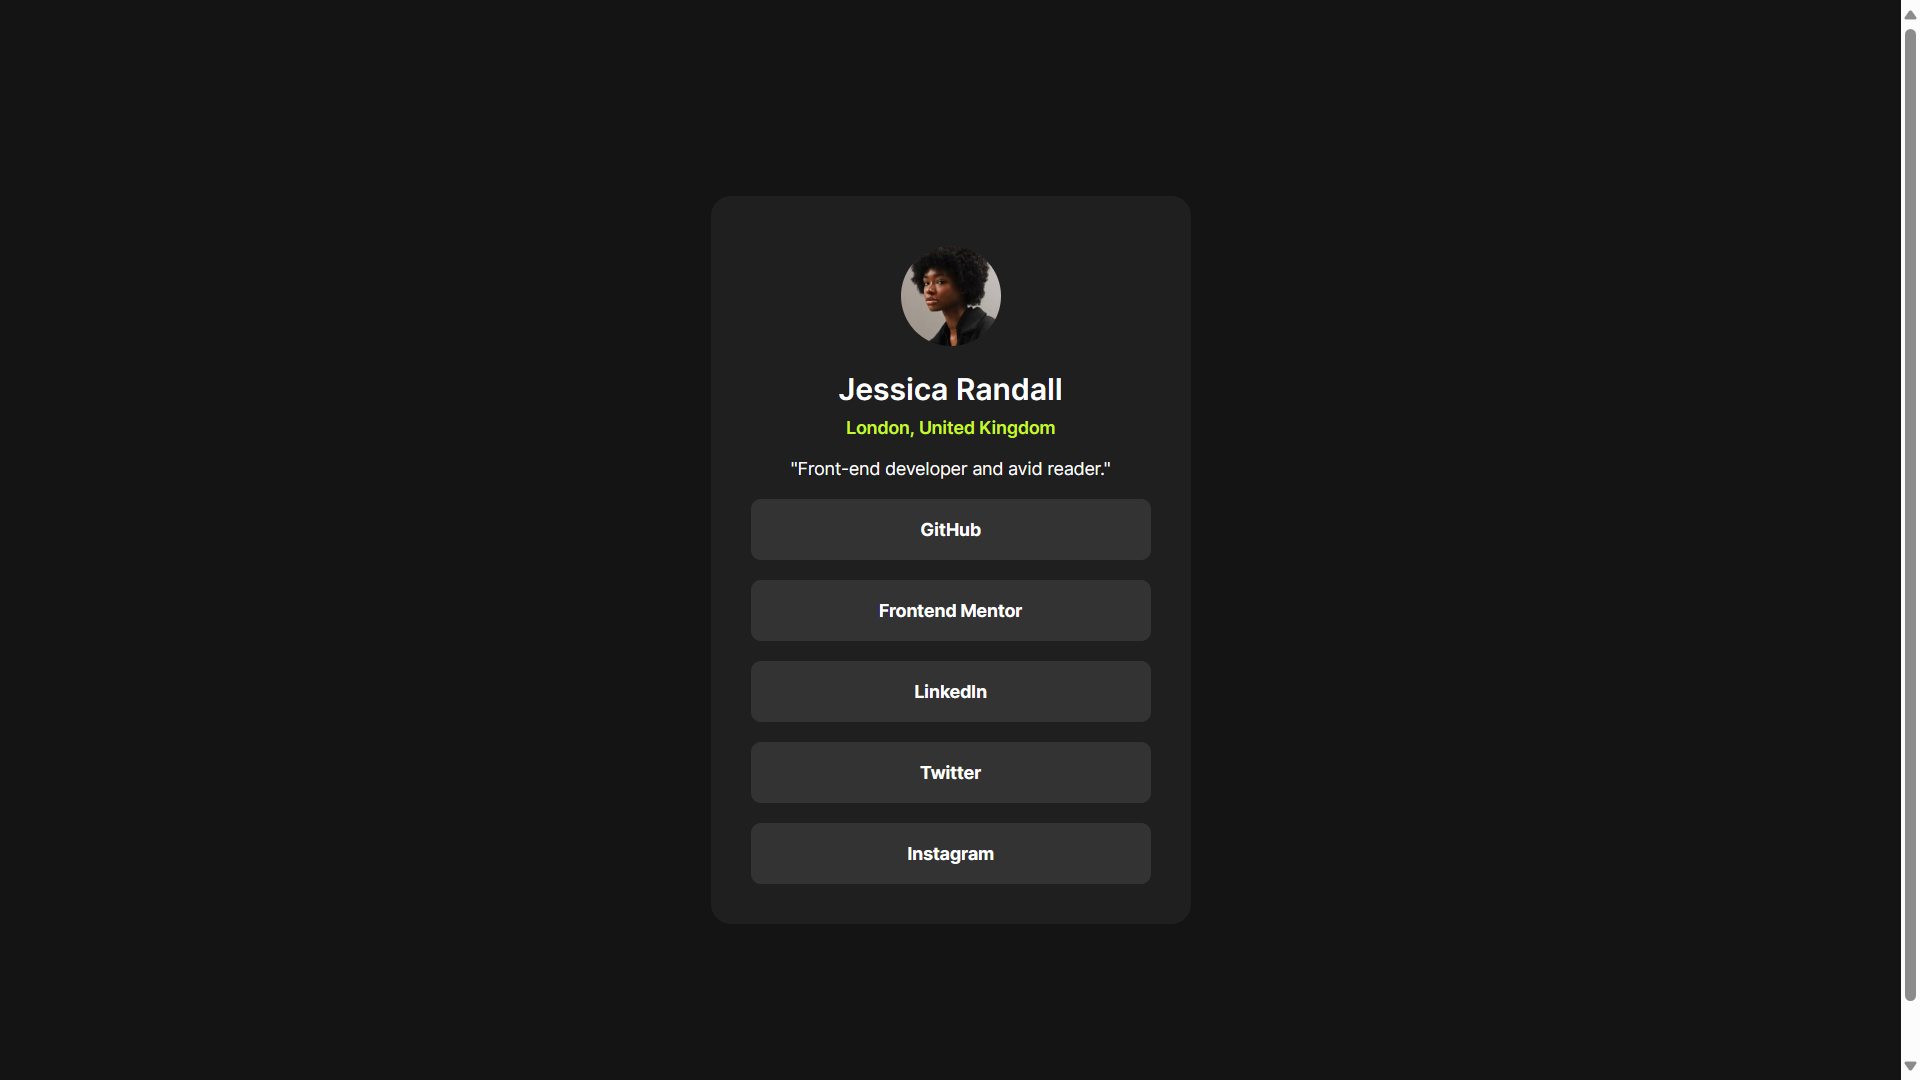 Jessica Randall
London, United Kingdom
"Front-end developer and avid reader."
GitHub
Frontend Mentor
LinkedIn
Twitter
Instagram